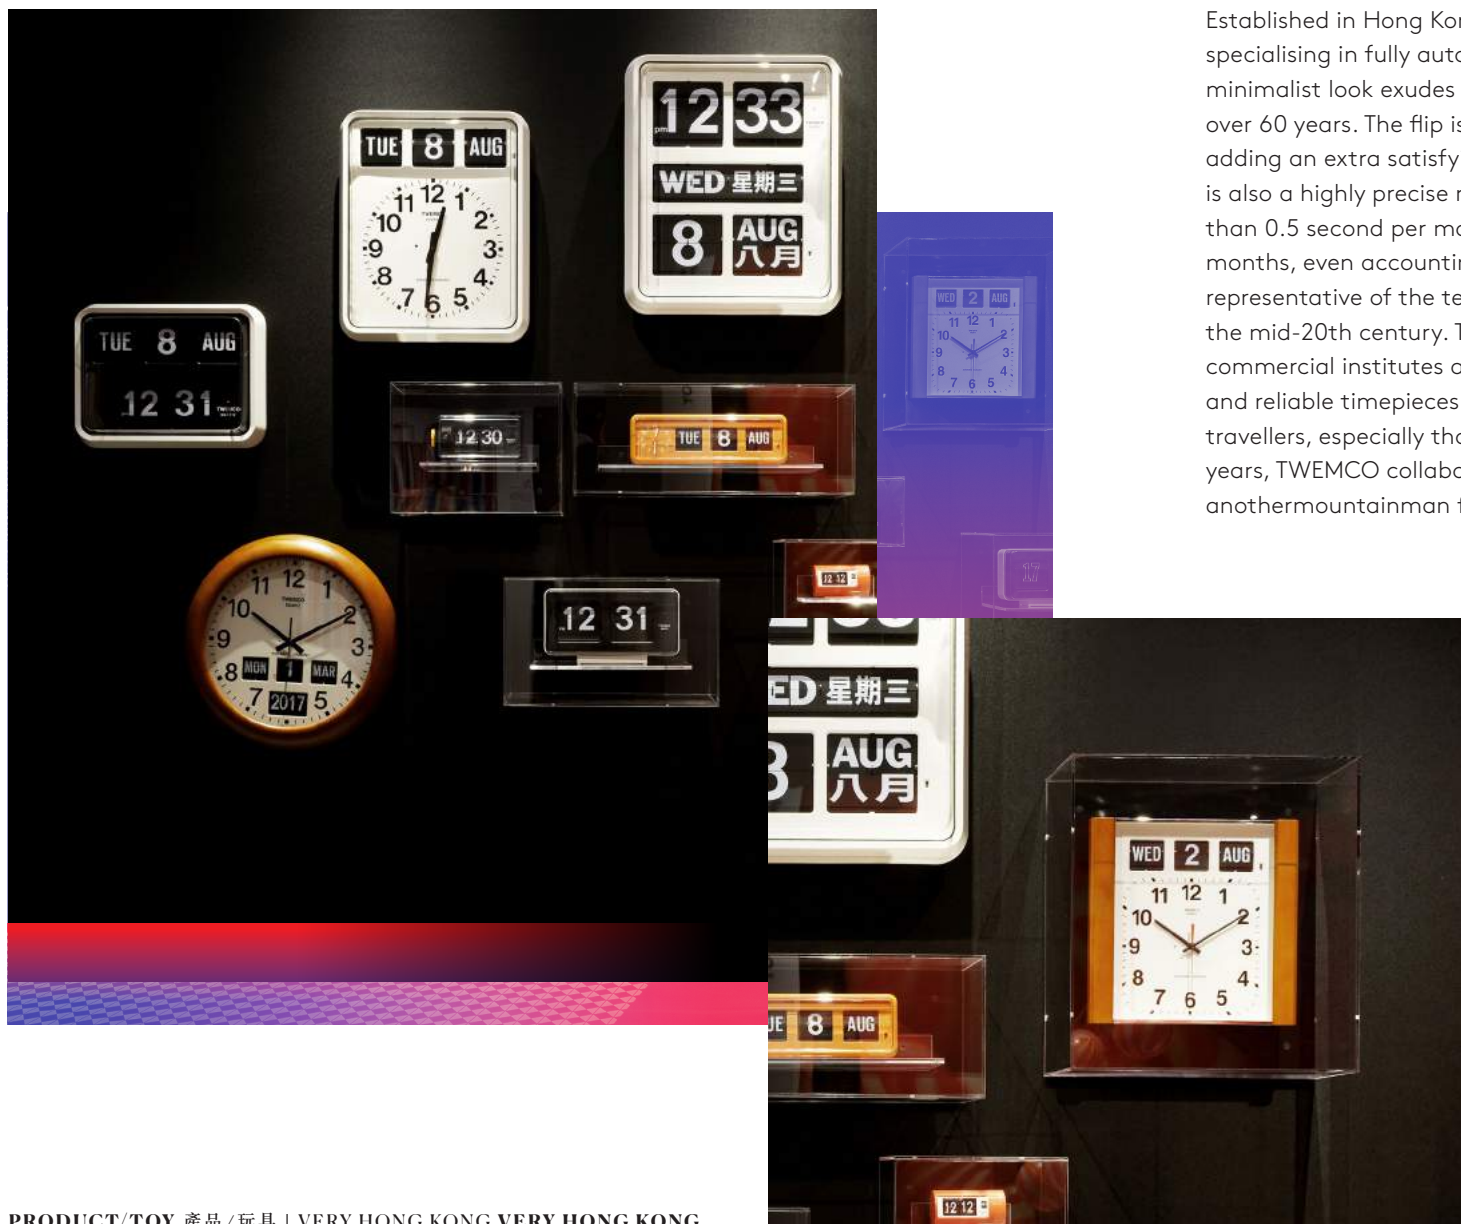 Established in Hong Kor
specialising in fully auto
minimalist look exudes
over 60 years. The flip is
adding an extra satisfy
is also a highly precise r
than 0.5 second per mo
months, even accountin
representative of the te
the mid-20th century. T
commercial institutes a
and reliable timepieces
travellers, especially tha
years, TWEMCO collabo
anothermountainman f
12 33
pm
WED 星期三
8 AUG
八月
TUE 8 AUG
11 12 1
10 2
9 3
8 4
7 6 5
TUE 8 AUG
12 31
12 30
TUE 8 AUG
12 12
12 31
11 12 1
10 2
TWEMCO
9 3
8 MON 1 MAR 4
7 2017 5
WED 2 AUG
11 12 1
10 2
9 3
8 4
7 6 5
ED 星期三
8 AUG
八月
WED 2 AUG
11 12 1
10 2
9 3
8 4
7 6 5
UE 8 AUG
12 12
PRODUCT/TOY 產品/玩具 | VERY HONG KONG VERY HONG KONG